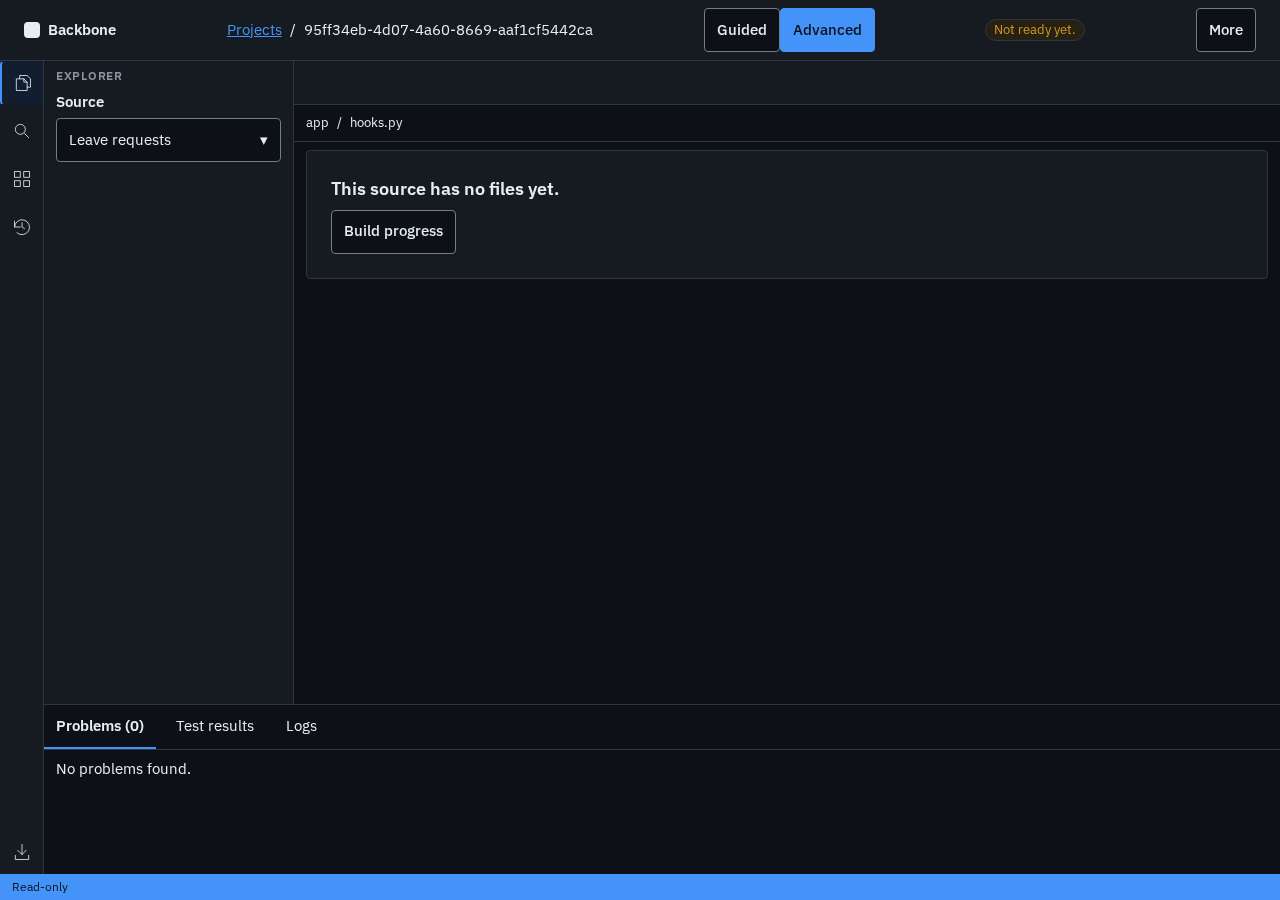 Backbone
Projects / 95ff34eb-4d07-4a60-8669-aaf1cf5442ca
Guided
Advanced
Not ready yet.
More
EXPLORER
Source
Leave requests
app / hooks.py
This source has no files yet.
Build progress
Problems (0)
Test results
Logs
No problems found.
Read-only